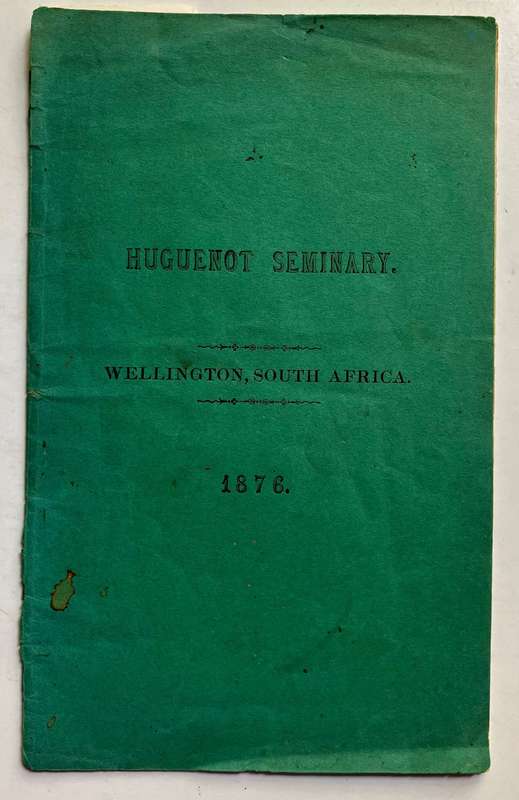 HUGUENOT SEMINARY.
WELLINGTON, SOUTH AFRICA.
1876.